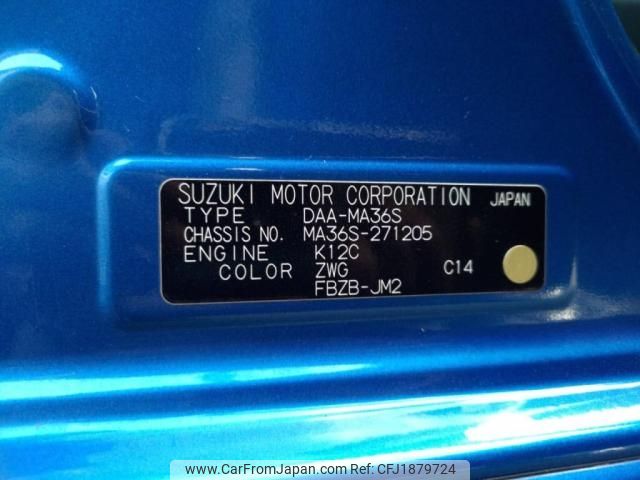 SUZUKI MOTOR CORPORATION JAPAN
TYPE DAA-MA36S
CHASSIS NO. MA36S-271205
ENGINE K12C
COLOR ZWG C14
FBZB-JM2
www.CarFromJapan.com Ref: CFJ1879724